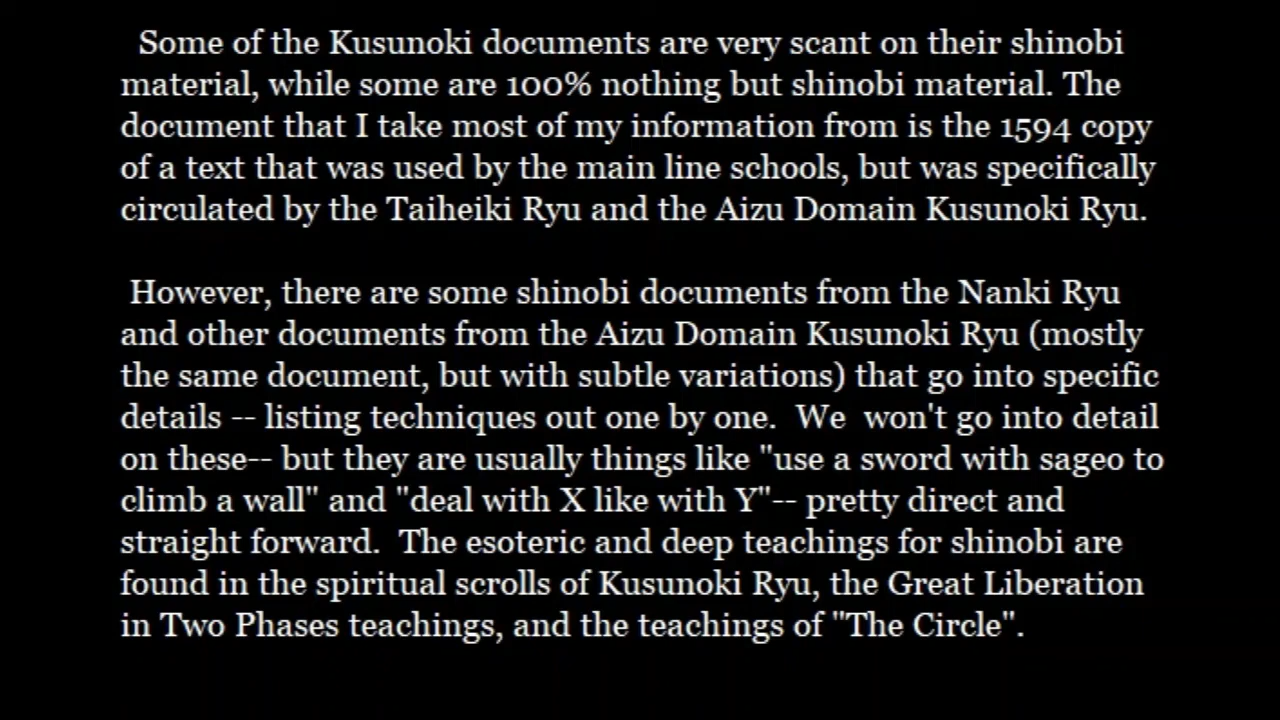 Some of the Kusunoki documents are very scant on their shinobi
material, while some are 100% nothing but shinobi material. The
document that I take most of my information from is the 1594 copy
of a text that was used by the main line schools, but was specifically
circulated by the Taiheiki Ryu and the Aizu Domain Kusunoki Ryu.
However, there are some shinobi documents from the Nanki Ryu
and other documents from the Aizu Domain Kusunoki Ryu (mostly
the same document, but with subtle variations) that go into specific
details -- listing techniques out one by one.  We  won't go into detail
on these-- but they are usually things like "use a sword with sageo to
climb a wall" and "deal with X like with Y"-- pretty direct and
straight forward.  The esoteric and deep teachings for shinobi are
found in the spiritual scrolls of Kusunoki Ryu, the Great Liberation
in Two Phases teachings, and the teachings of "The Circle".